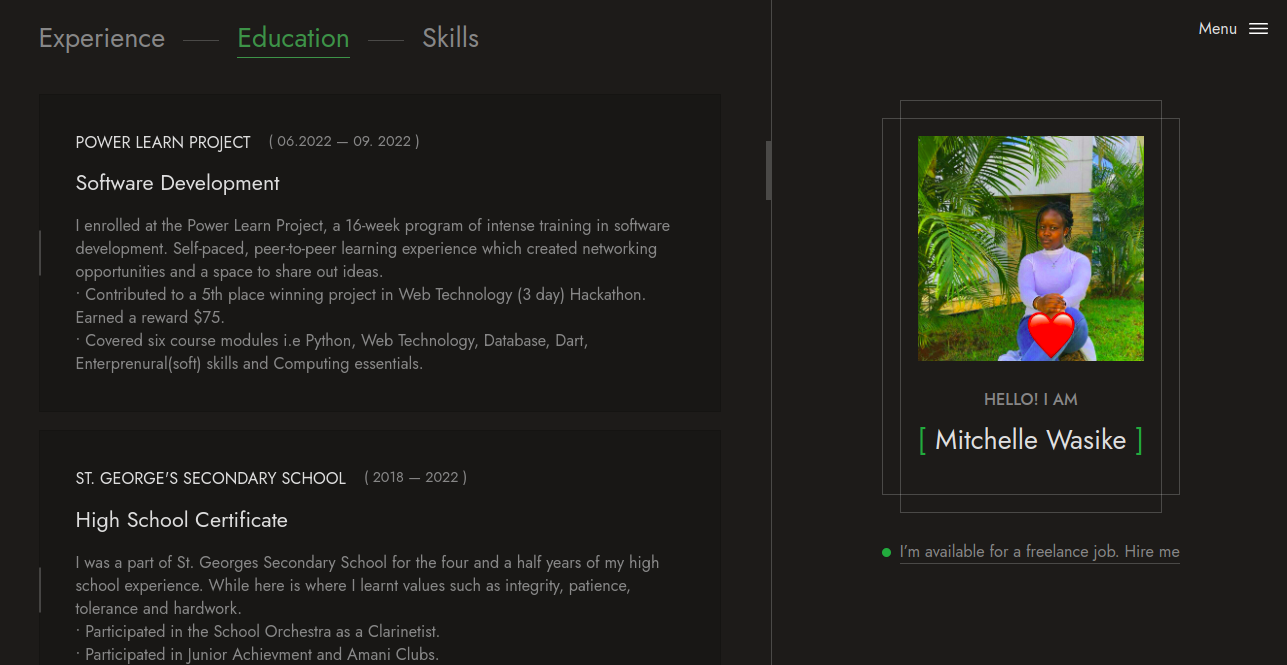 Experience
Education
Skills
POWER LEARN PROJECT ( 06.2022 — 09. 2022 )
Software Development
I enrolled at the Power Learn Project, a 16-week program of intense training in software
development. Self-paced, peer-to-peer learning experience which created networking
opportunities and a space to share out ideas.
· Contributed to a 5th place winning project in Web Technology (3 day) Hackathon.
Earned a reward $75.
· Covered six course modules i.e Python, Web Technology, Database, Dart,
Enterprenural(soft) skills and Computing essentials.
ST. GEORGE'S SECONDARY SCHOOL ( 2018 — 2022 )
High School Certificate
I was a part of St. Georges Secondary School for the four and a half years of my high
school experience. While here is where I learnt values such as integrity, patience,
tolerance and hardwork.
· Participated in the School Orchestra as a Clarinetist.
· Participated in Junior Achievment and Amani Clubs.
Menu
HELLO! I AM
[ Mitchelle Wasike ]
I'm available for a freelance job. Hire me